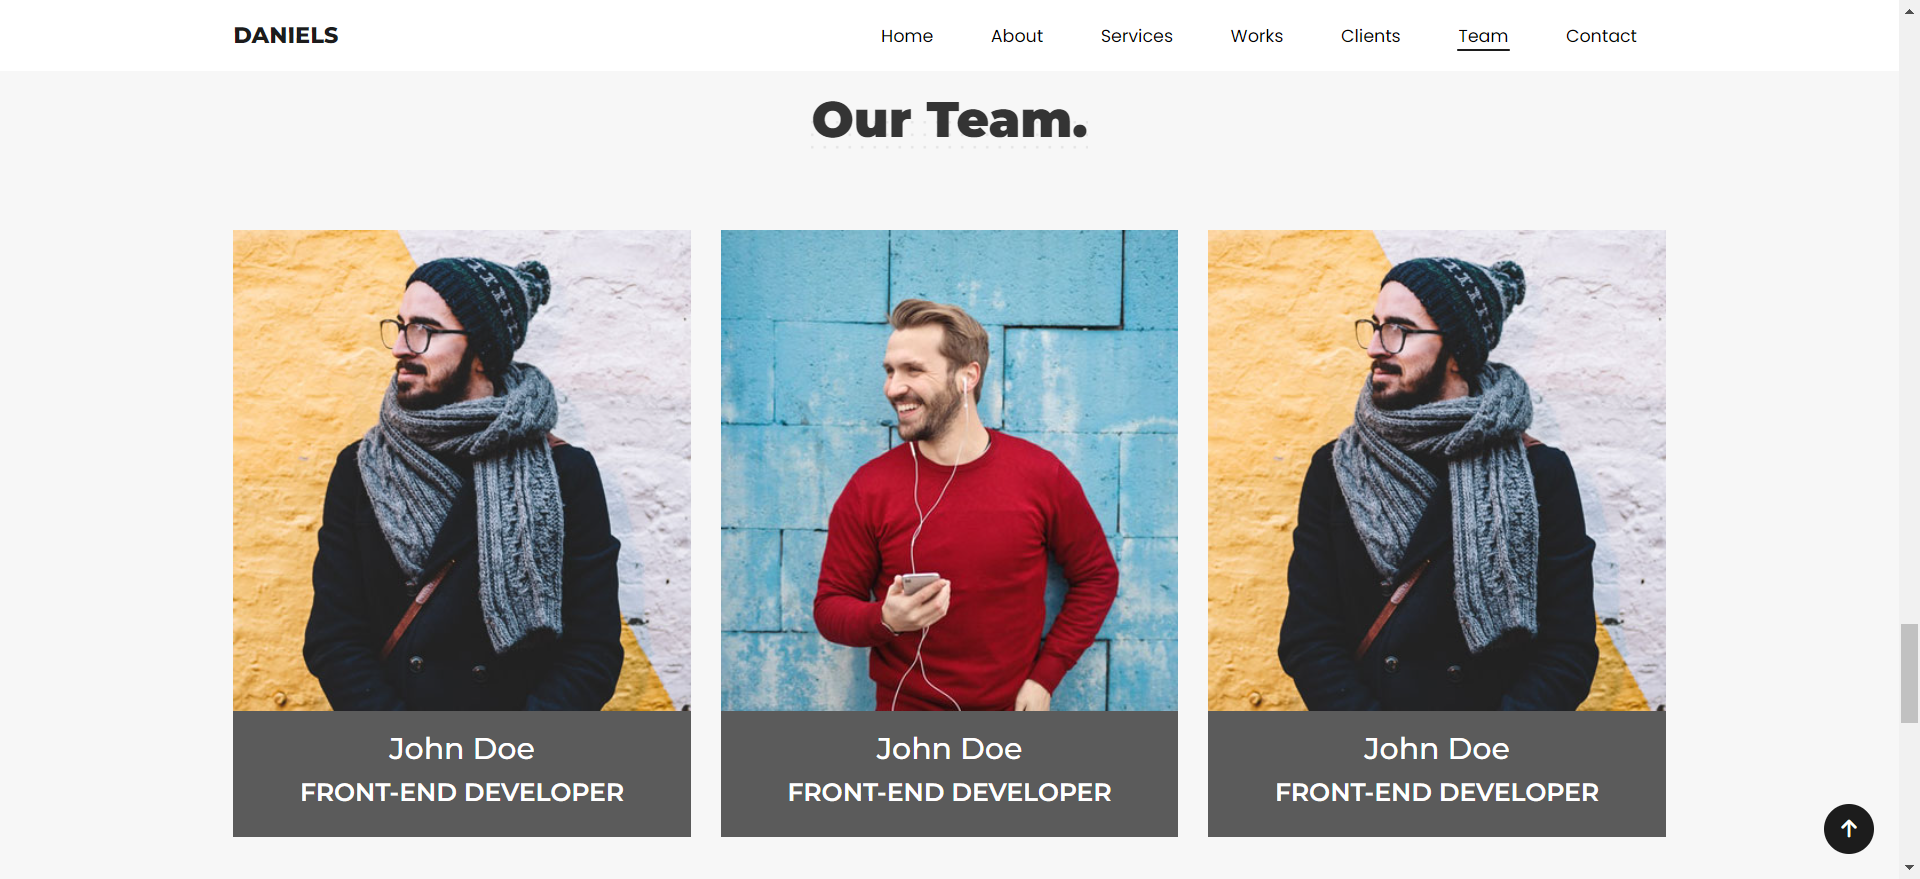 DANIELS
Home About Services Works Clients Team Contact
Our Team.
John Doe
FRONT-END DEVELOPER
John Doe
FRONT-END DEVELOPER
John Doe
FRONT-END DEVELOPER